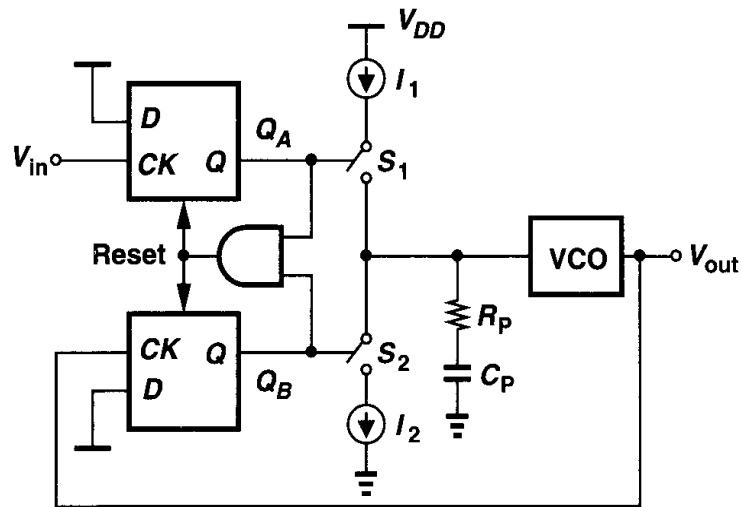 V_DD
I_1
D
Q_A
V_in
CK
Q
S_1
Reset
VCO
V_out
R_P
CK
Q
S_2
C_P
D
Q_B
I_2